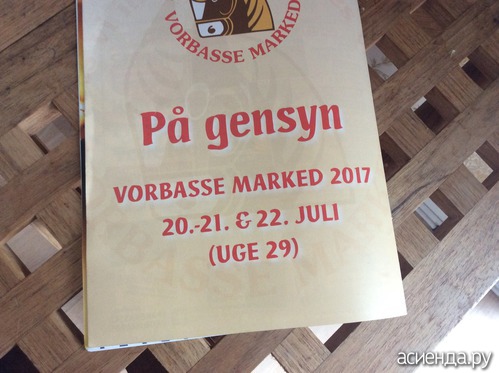 VORBASSE MARKED
På gensyn
VORBASSE MARKED 2017
20.-21. & 22. JULI
(UGE 29)
асиенда.ру